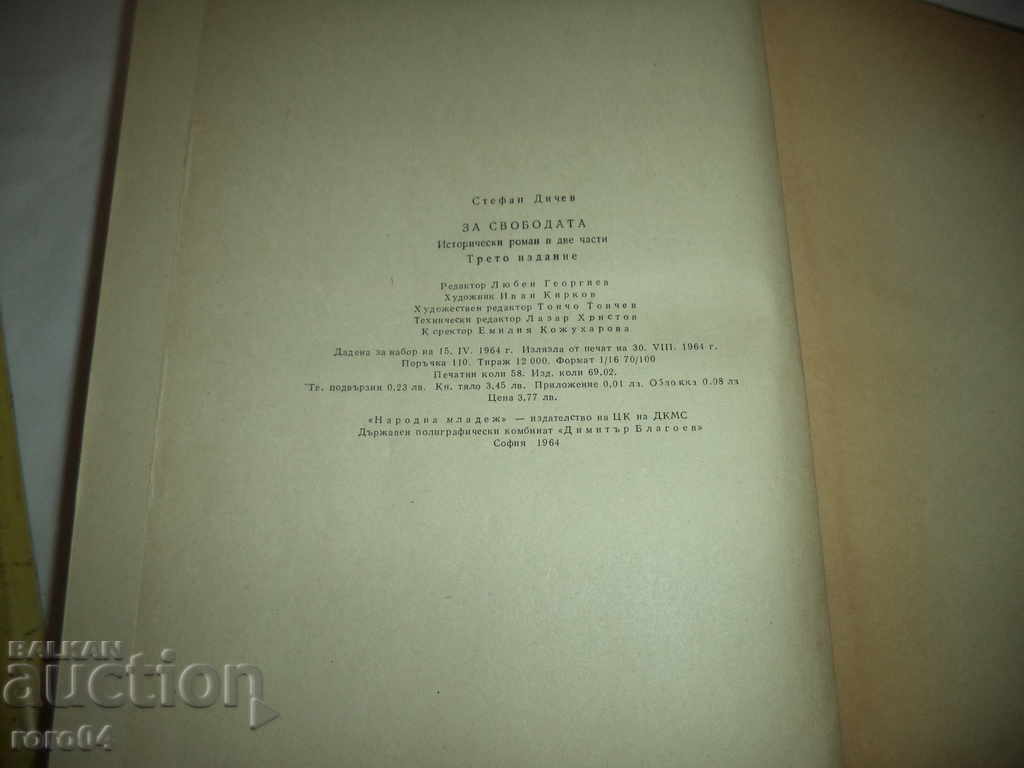 Стефан Дичев
ЗА СВОБОДАТА
Исторически роман в две части
Трето издание
Редактор Любен Георгиев
Художник Иван Кирков
Художествен редактор Тончо Тончев
Технически редактор Лазар Христов
Коректор Емилия Кожухарова
Дадена за набор на 15. IV. 1964 г. Излязла от печат на 30. VIII. 1964 г.
Поръчка 110. Тираж 12 000. Формат 1/16 70/100
Печатни коли 58. Изд. коли 69,02.
Те. подвързия 0,23 лв. Кн. тяло 3,45 лв. Приложение 0,01 лв. Обложка 0.08 лв
Цена 3,77 лв.
«Народна младеж» — издателство на ЦК на ДКМС
Държавен полиграфически комбинат «Димитър Благоев»
София 1964
BALKAN
auction
roro04